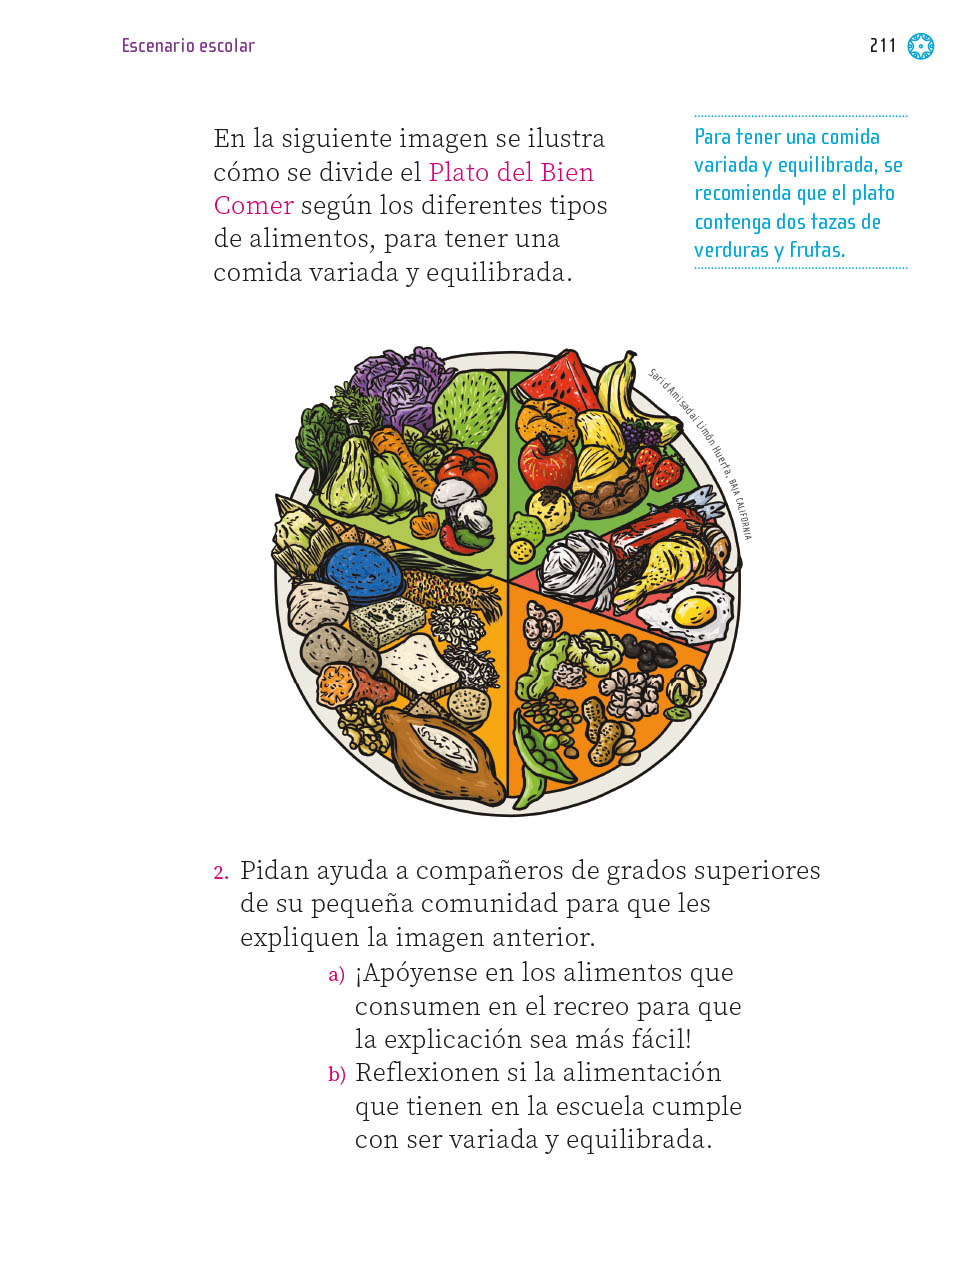 Escenario escolar
211
En la siguiente imagen se ilustra
cómo se divide el Plato del Bien
Comer según los diferentes tipos
de alimentos, para tener una
comida variada y equilibrada.
Para tener una comida
variada y equilibrada, se
recomienda que el plato
contenga dos tazas de
verduras y frutas.
Sarid Amisadai Limón Huerta, BAJA CALIFORNIA
2. Pidan ayuda a compañeros de grados superiores
de su pequeña comunidad para que les
expliquen la imagen anterior.
a) ¡Apóyense en los alimentos que
consumen en el recreo para que
la explicación sea más fácil!
b) Reflexionen si la alimentación
que tienen en la escuela cumple
con ser variada y equilibrada.